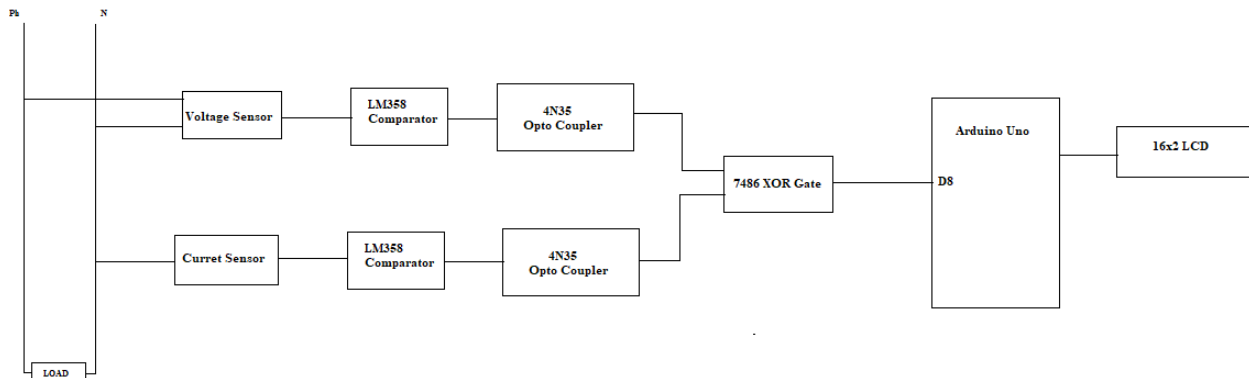 Ph
N
Voltage Sensor
LM358
Comparator
4N35
Opto Coupler
Arduino Uno
16x2 LCD
7486 XOR Gate
D8
Curret Sensor
LM358
Comparator
4N35
Opto Coupler
LOAD